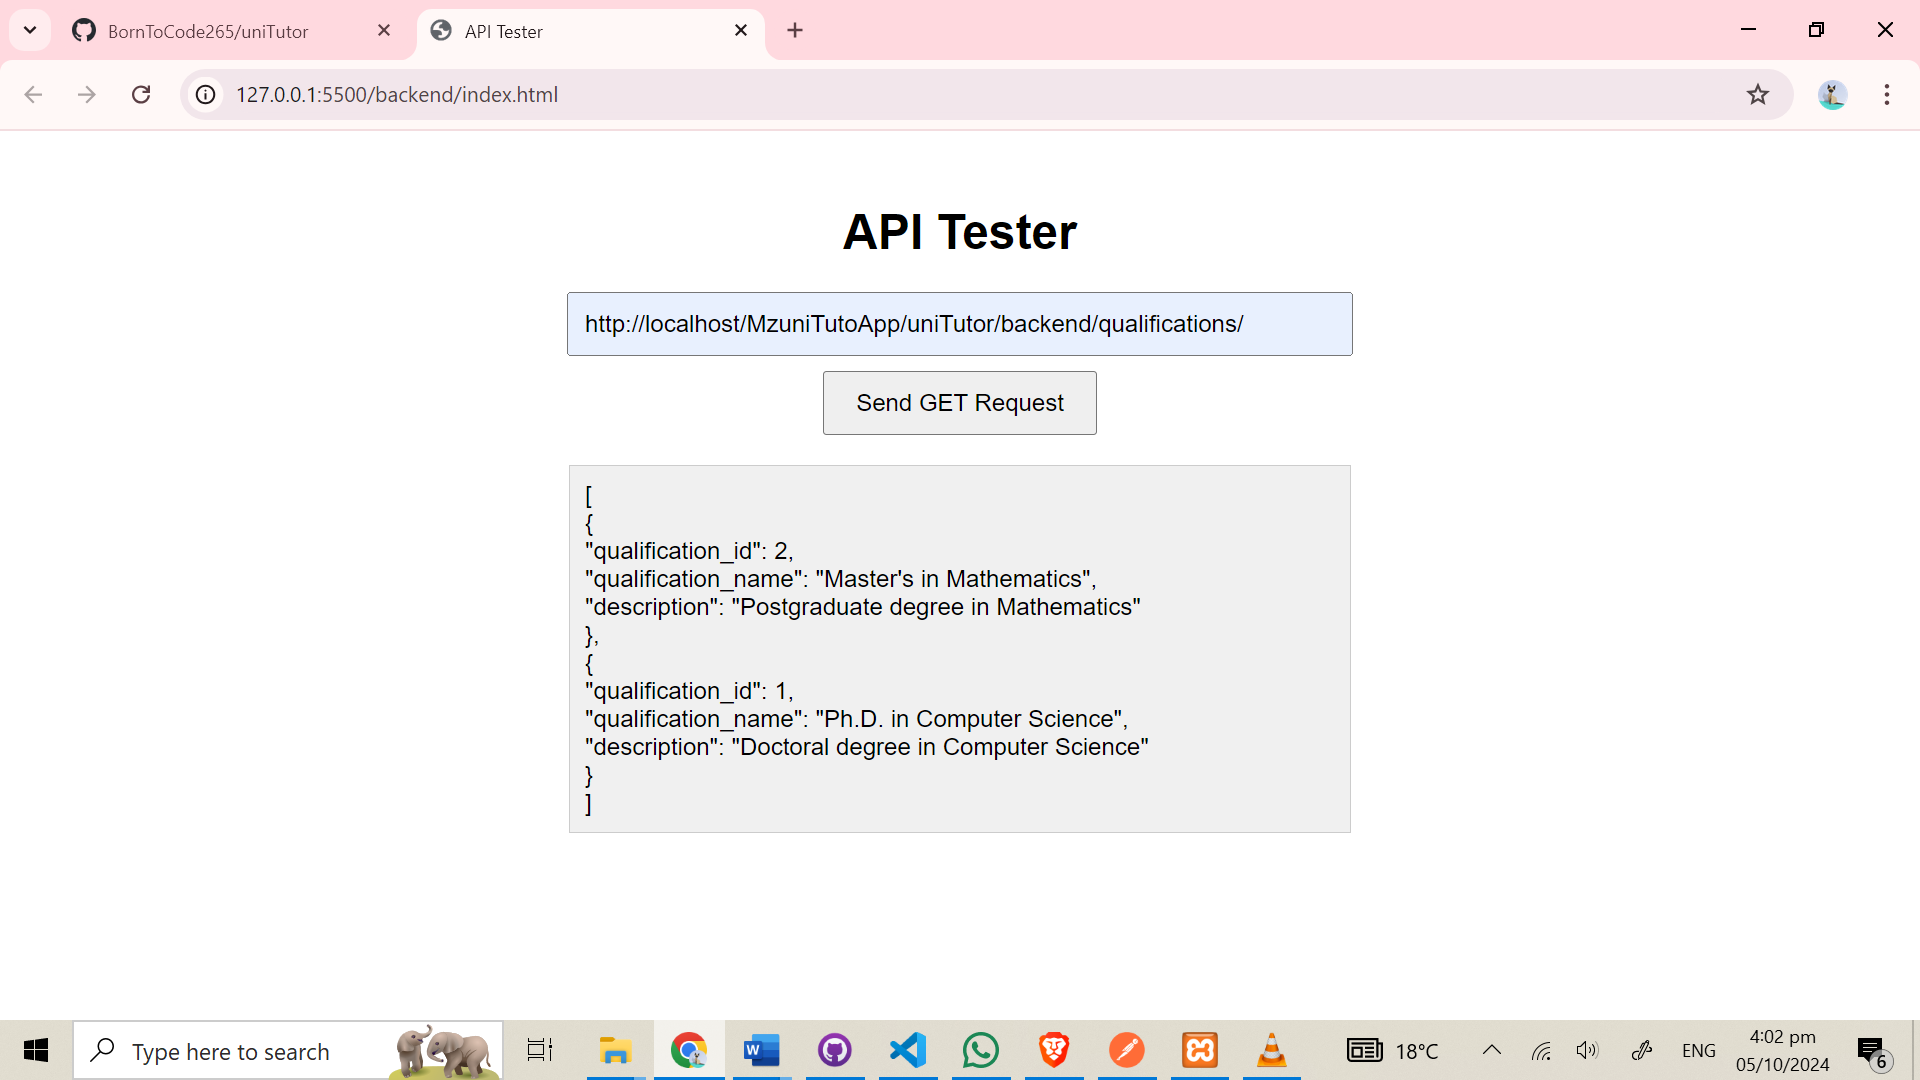 BornToCode265/uniTutor
API Tester
127.0.0.1:5500/backend/index.html
API Tester
http://localhost/MzuniTutoApp/uniTutor/backend/qualifications/
Send GET Request
[
{
"qualification_id": 2,
"qualification_name": "Master's in Mathematics",
"description": "Postgraduate degree in Mathematics"
},
{
"qualification_id": 1,
"qualification_name": "Ph.D. in Computer Science",
"description": "Doctoral degree in Computer Science"
}
]
Type here to search
W
18°C
ENG
4:02 pm
05/10/2024
6